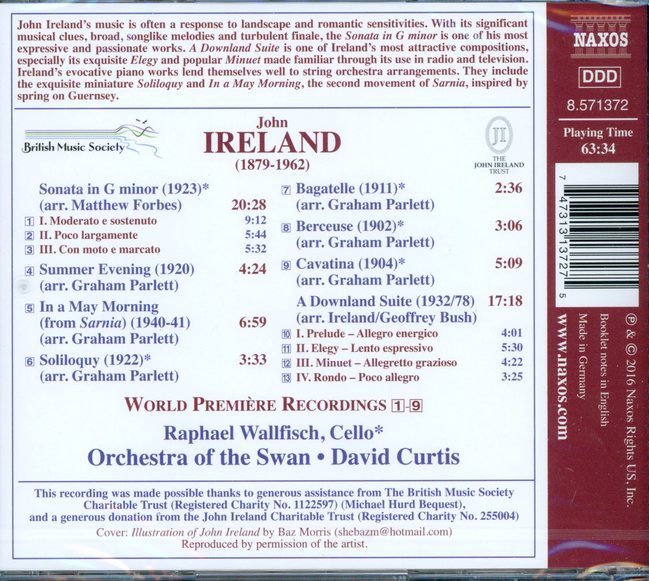 John Ireland's music is often a response to landscape and romantic sensitivities. With its significant
musical clues, broad, songlike melodies and turbulent finale, the Sonata in G minor is one of his most
expressive and passionate works. A Downland Suite is one of Ireland's most attractive compositions,
especially its exquisite Elegy and popular Minuet made familiar through its use in radio and television.
Ireland's evocative piano works lend themselves well to string orchestra arrangements. They include
the exquisite miniature Soliloquy and In a May Morning, the second movement of Sarnia, inspired by
spring on Guernsey.
British Music Society
John
IRELAND
(1879-1962)
JI
THE
JOHN IRELAND
TRUST
Sonata in G minor (1923)*
(arr. Matthew Forbes) 20:28
1 I. Moderato e sostenuto 9:12
2 II. Poco largamente 5:44
3 III. Con moto e marcato 5:32
4 Summer Evening (1920) 4:24
(arr. Graham Parlett)
5 In a May Morning
(from Sarnia) (1940-41) 6:59
(arr. Graham Parlett)
6 Soliloquy (1922)* 3:33
(arr. Graham Parlett)
7 Bagatelle (1911)* 2:36
(arr. Graham Parlett)
8 Berceuse (1902)* 3:06
(arr. Graham Parlett)
9 Cavatina (1904)* 5:09
(arr. Graham Parlett)
A Downland Suite (1932/78) 17:18
(arr. Ireland/Geoffrey Bush)
10 I. Prelude – Allegro energico 4:01
11 II. Elegy – Lento espressivo 5:30
12 III. Minuet – Allegretto grazioso 4:22
13 IV. Rondo – Poco allegro 3:25
WORLD PREMIÈRE RECORDINGS 1-9
Raphael Wallfisch, Cello*
Orchestra of the Swan • David Curtis
This recording was made possible thanks to generous assistance from The British Music Society
Charitable Trust (Registered Charity No. 1122597) (Michael Hurd Bequest),
and a generous donation from the John Ireland Charitable Trust (Registered Charity No. 255004)
Cover: Illustration of John Ireland by Baz Morris (shebazm@hotmail.com)
Reproduced by permission of the artist.
NAXOS
DDD
8.571372
Playing Time
63:34
7 47313 13727 5
℗ & © 2016 Naxos Rights US. Inc.
Booklet notes in English
Made in Germany
www.naxos.com